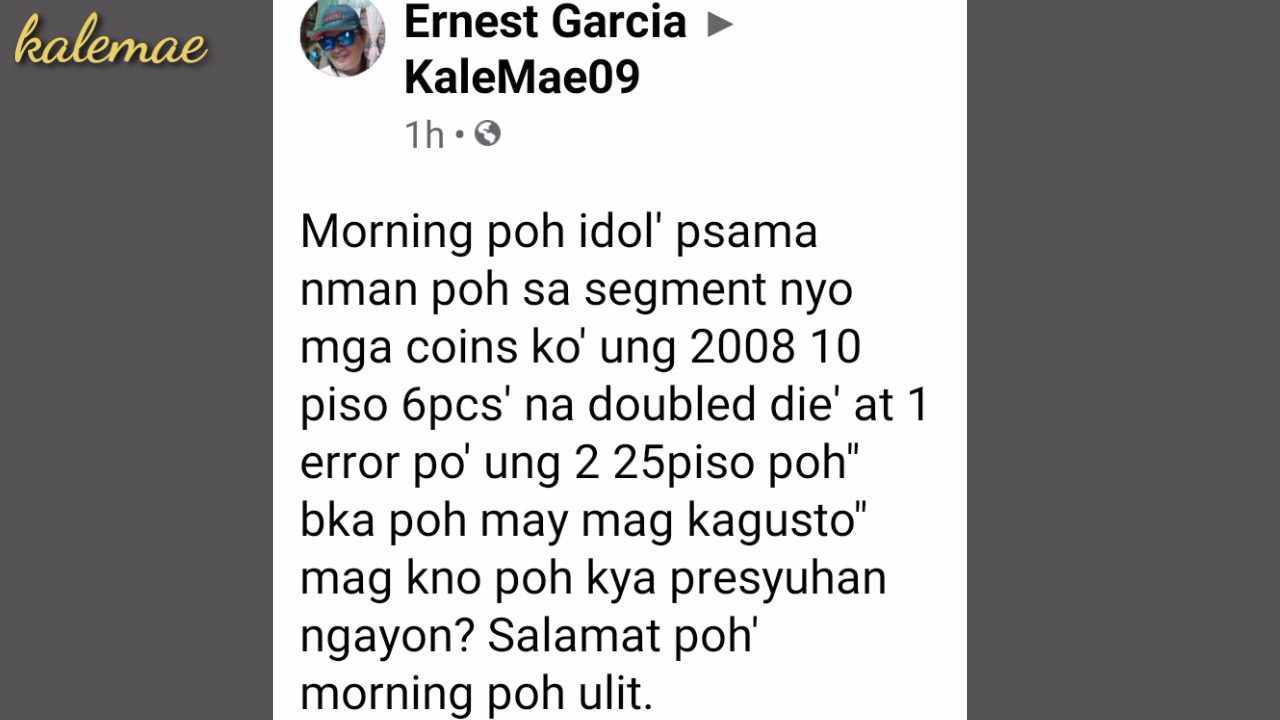 kalemae
Ernest Garcia
KaleMae09
1h •
Morning poh idol' psama
nman poh sa segment nyo
mga coins ko' ung 2008 10
piso 6pcs' na doubled die' at 1
error po' ung 2 25piso poh"
bka poh may mag kagusto"
mag kno poh kya presyuhan
ngayon? Salamat poh'
morning poh ulit.